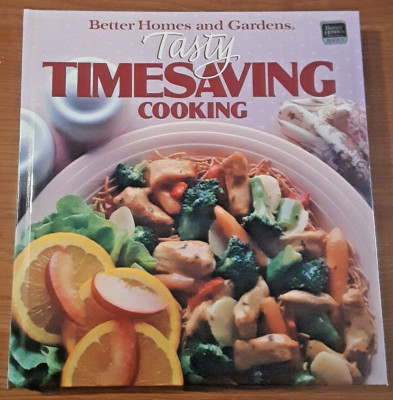 Better Homes and Gardens®
Tasty
TIMESAVING
COOKING